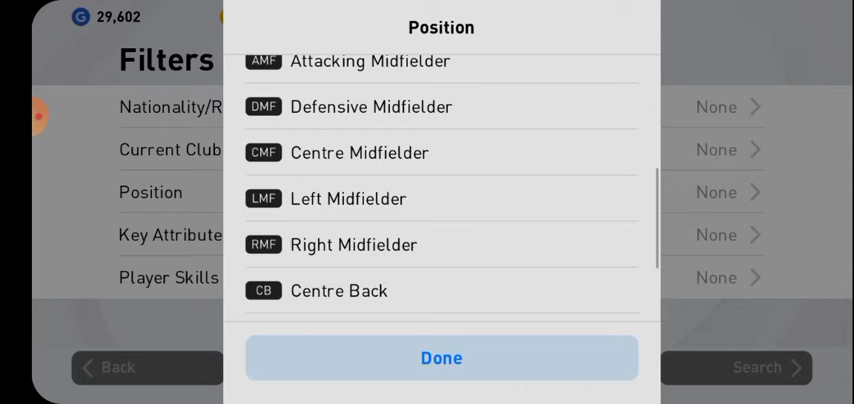 G 29,602
Position
Filters
AMF Attacking Midfielder
Nationality/R
None
DMF Defensive Midfielder
Current Club
None
CMF Centre Midfielder
Position
None
LMF Left Midfielder
Key Attribute
None
RMF Right Midfielder
Player Skills
None
CB Centre Back
Done
Back
Search